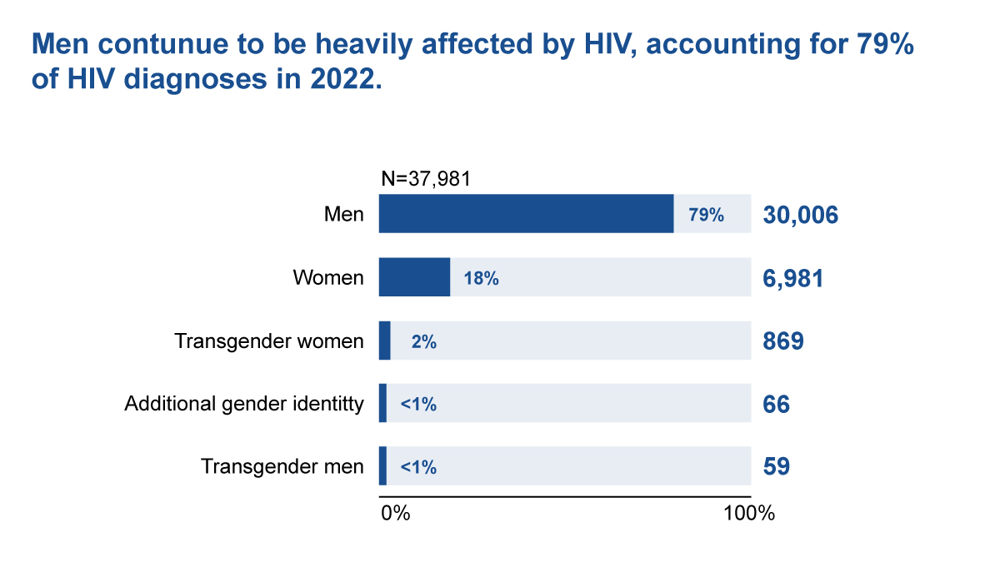 Men contunue to be heavily affected by HIV, accounting for 79%
of HIV diagnoses in 2022.
N=37,981
Men 79% 30,006
Women 18% 6,981
Transgender women 2% 869
Additional gender identitty <1% 66
Transgender men <1% 59
0% 100%